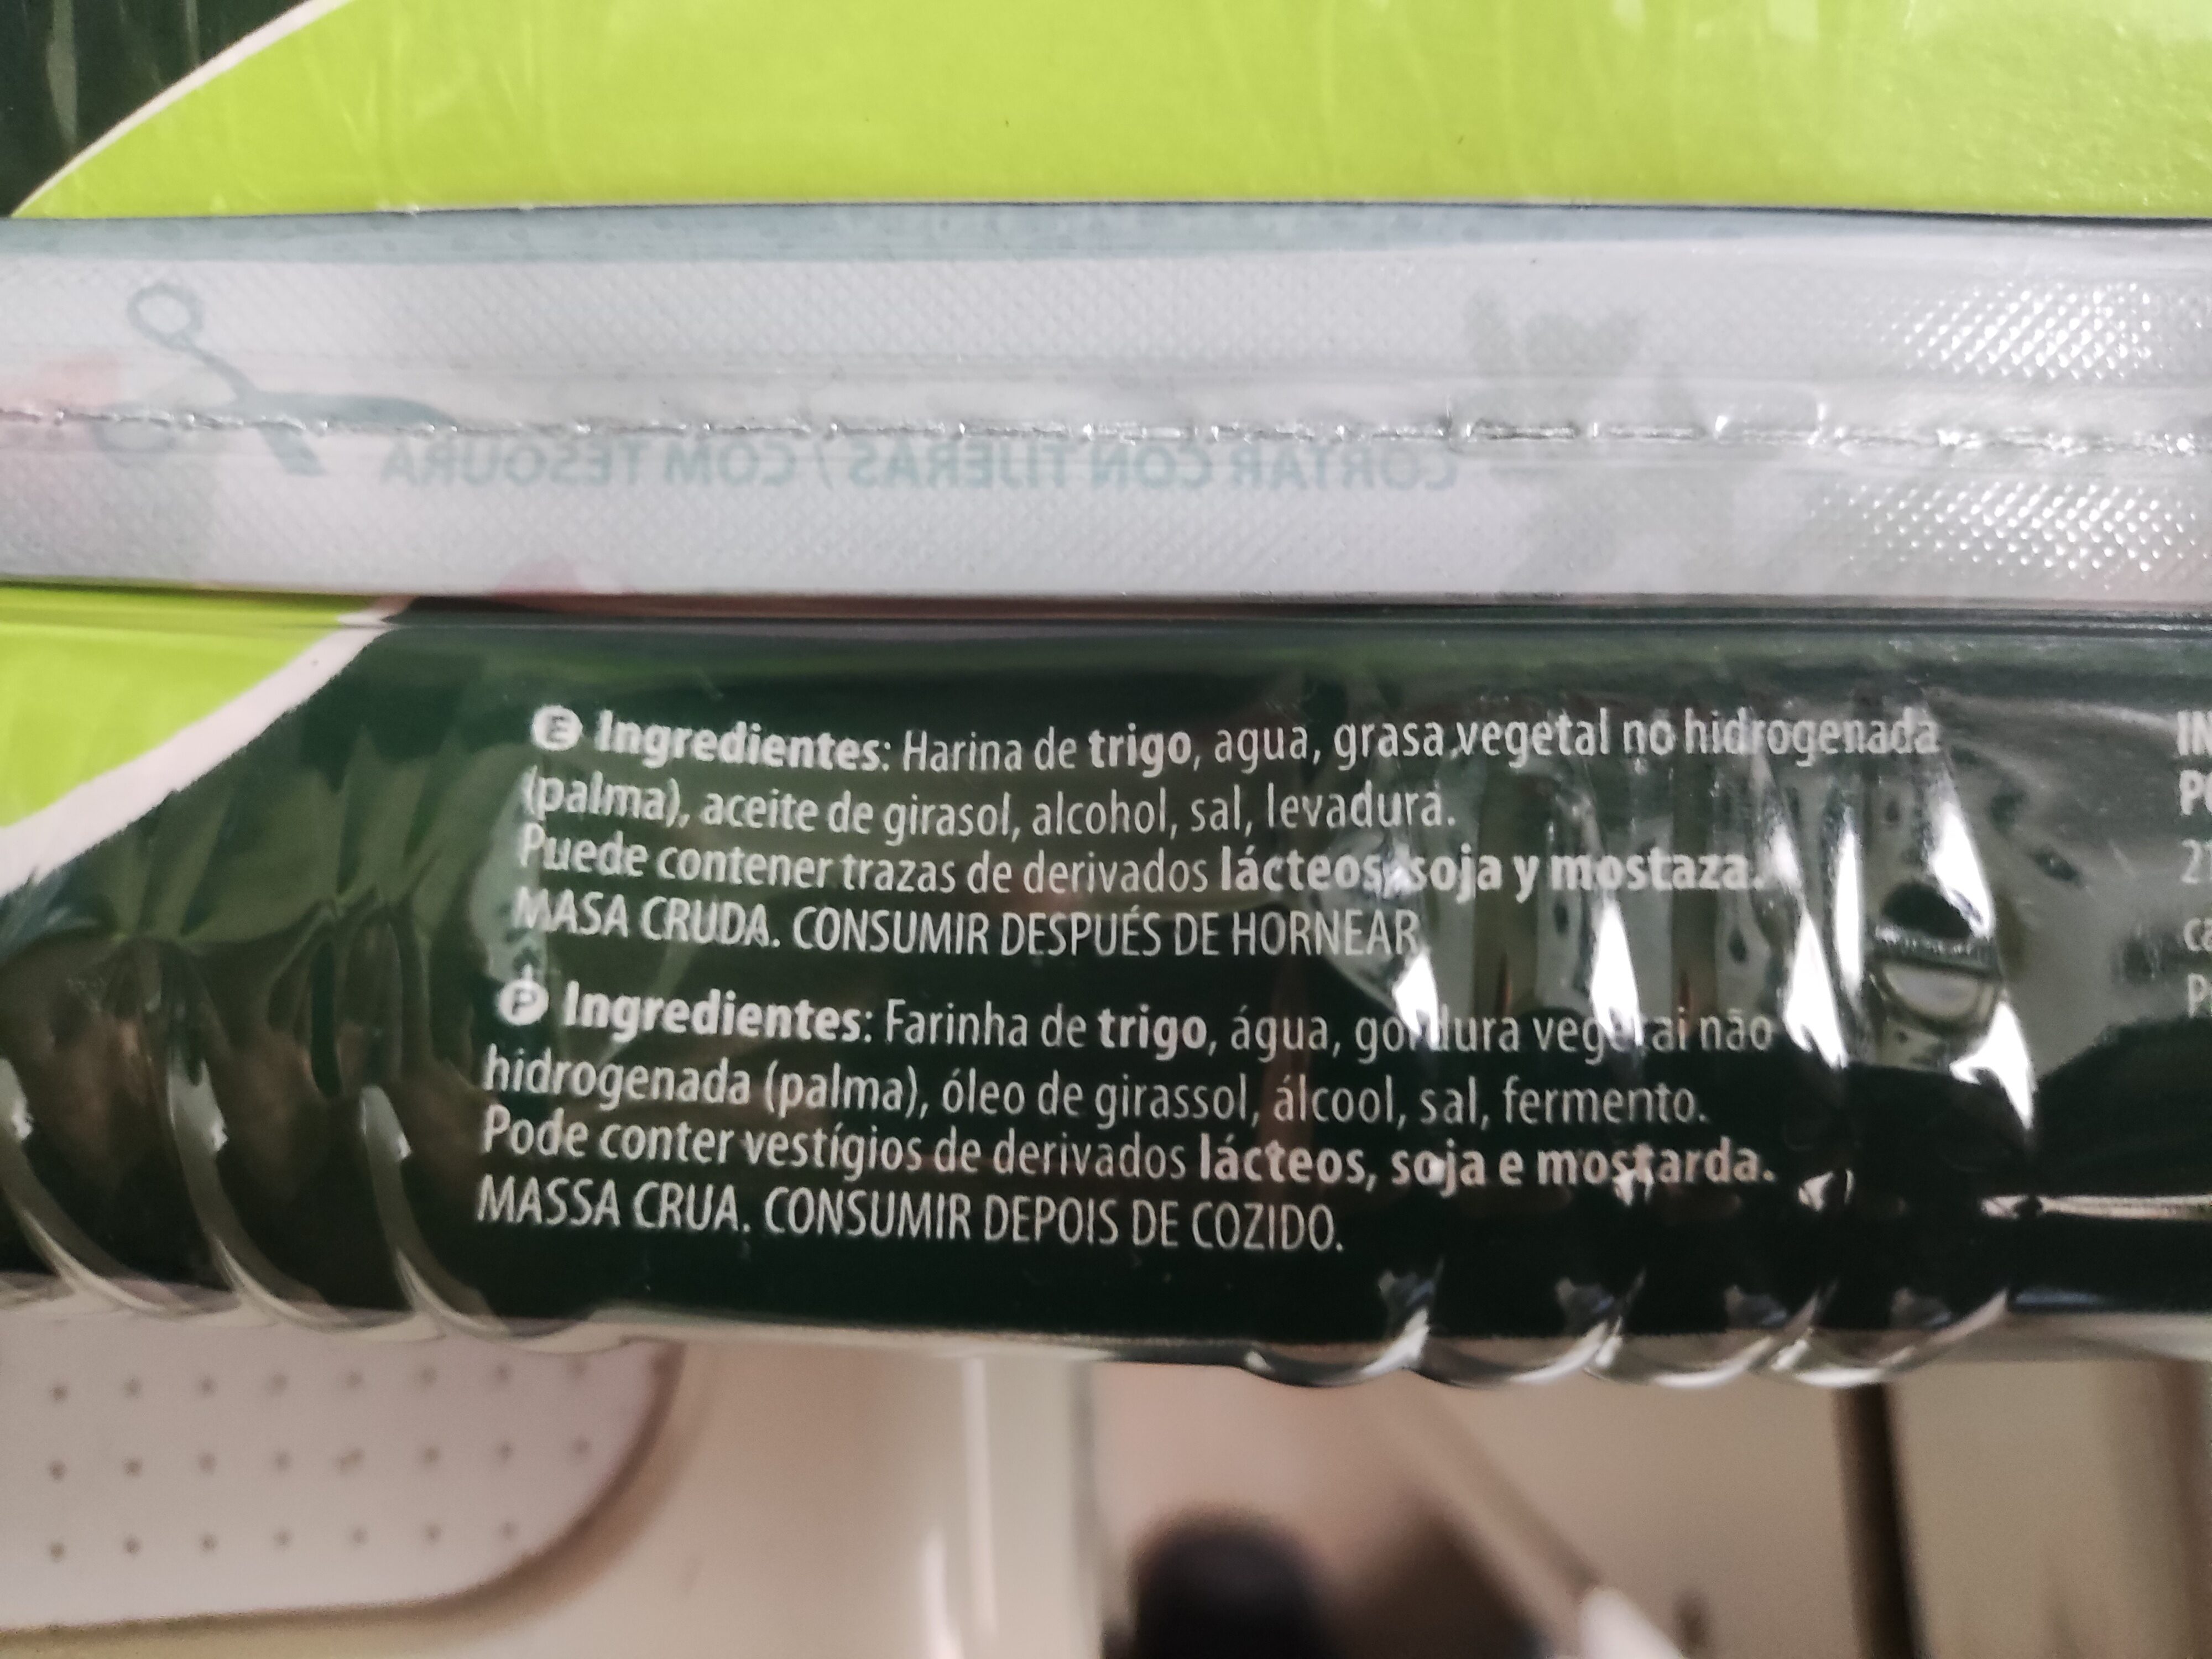 CORTAR CON TIJERAS / COM TESOURA
E Ingredientes: Harina de trigo, agua, grasa vegetal no hidrogenada
(palma), aceite de girasol, alcohol, sal, levadura.
Puede contener trazas de derivados lácteos, soja y mostaza.
MASA CRUDA. CONSUMIR DESPUÉS DE HORNEAR.
P Ingredientes: Farinha de trigo, água, gordura vegetal não
hidrogenada (palma), óleo de girassol, álcool, sal, fermento.
Pode conter vestígios de derivados lácteos, soja e mostarda.
MASSA CRUA. CONSUMIR DEPOIS DE COZIDO.